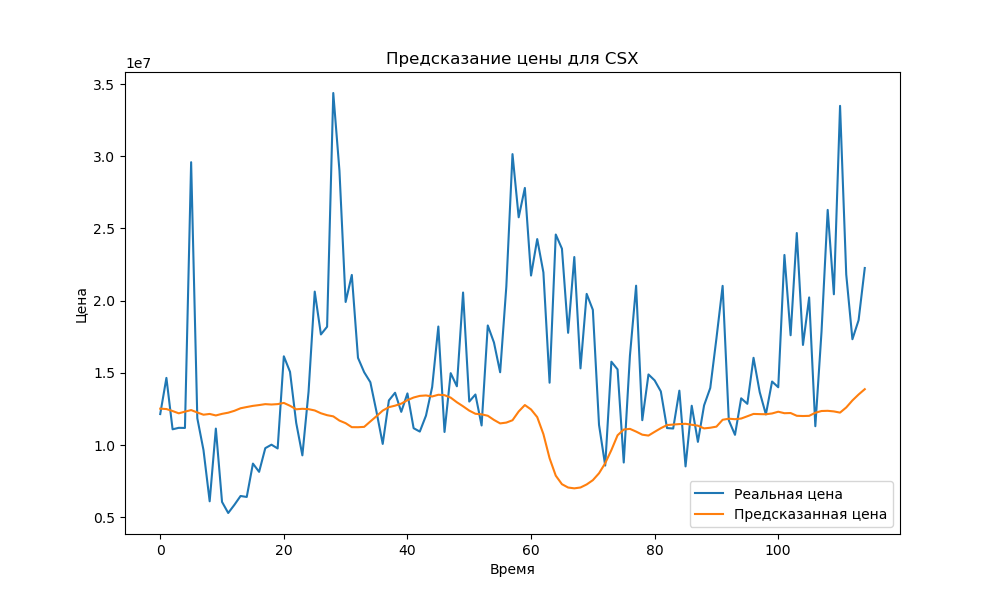 Предсказание цены для CSX
1e7
3.5
3.0
2.5
2.0
1.5
1.0
0.5
Цена
0 20 40 60 80 100
Время
Реальная цена
Предсказанная цена